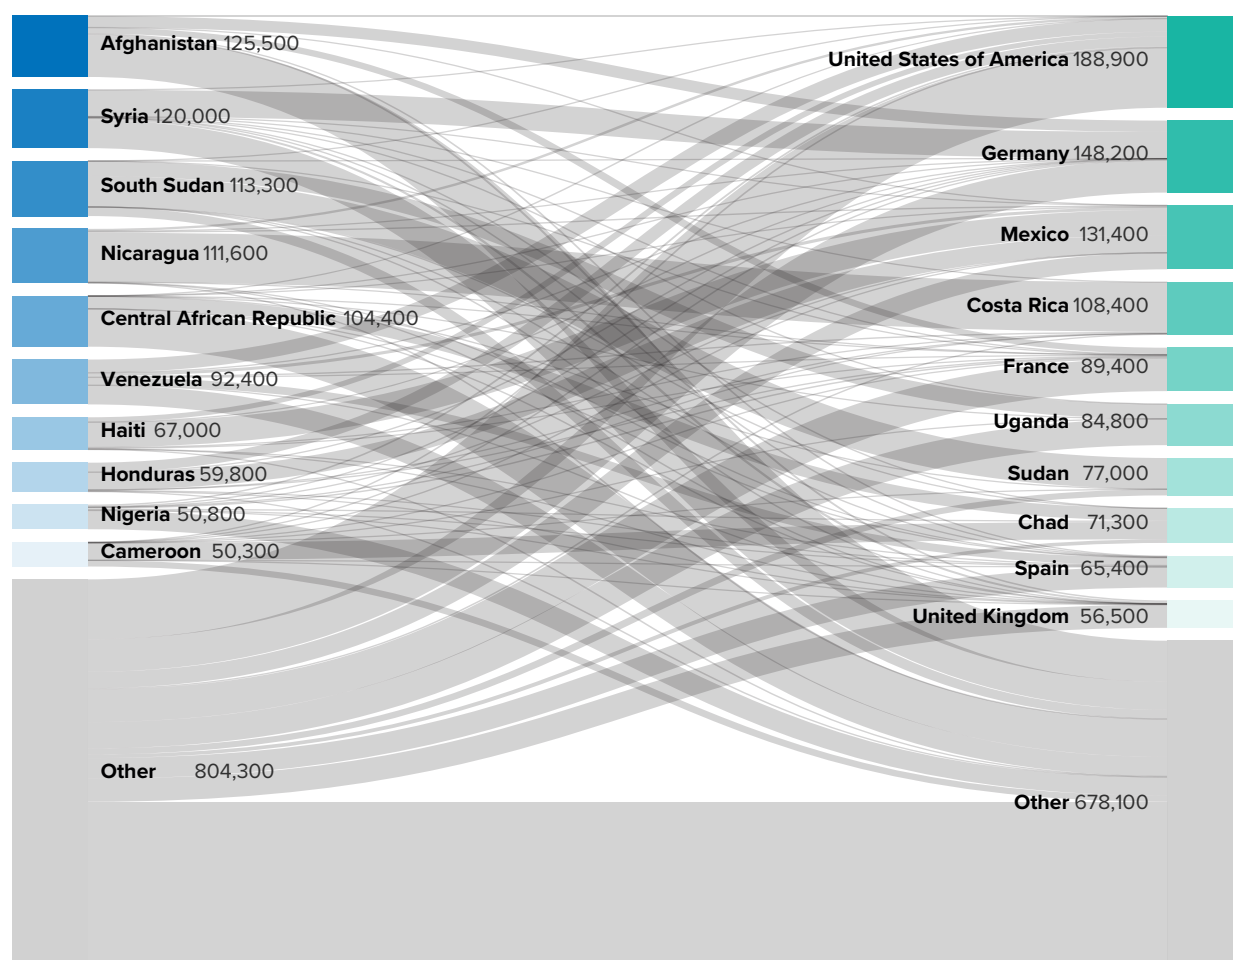 Afghanistan 125,500
Syria 120,000
South Sudan 113,300
Nicaragua 111,600
Central African Republic 104,400
Venezuela 92,400
Haiti 67,000
Honduras 59,800
Nigeria 50,800
Cameroon 50,300
Other 804,300
United States of America 188,900
Germany 148,200
Mexico 131,400
Costa Rica 108,400
France 89,400
Uganda 84,800
Sudan 77,000
Chad 71,300
Spain 65,400
United Kingdom 56,500
Other 678,100